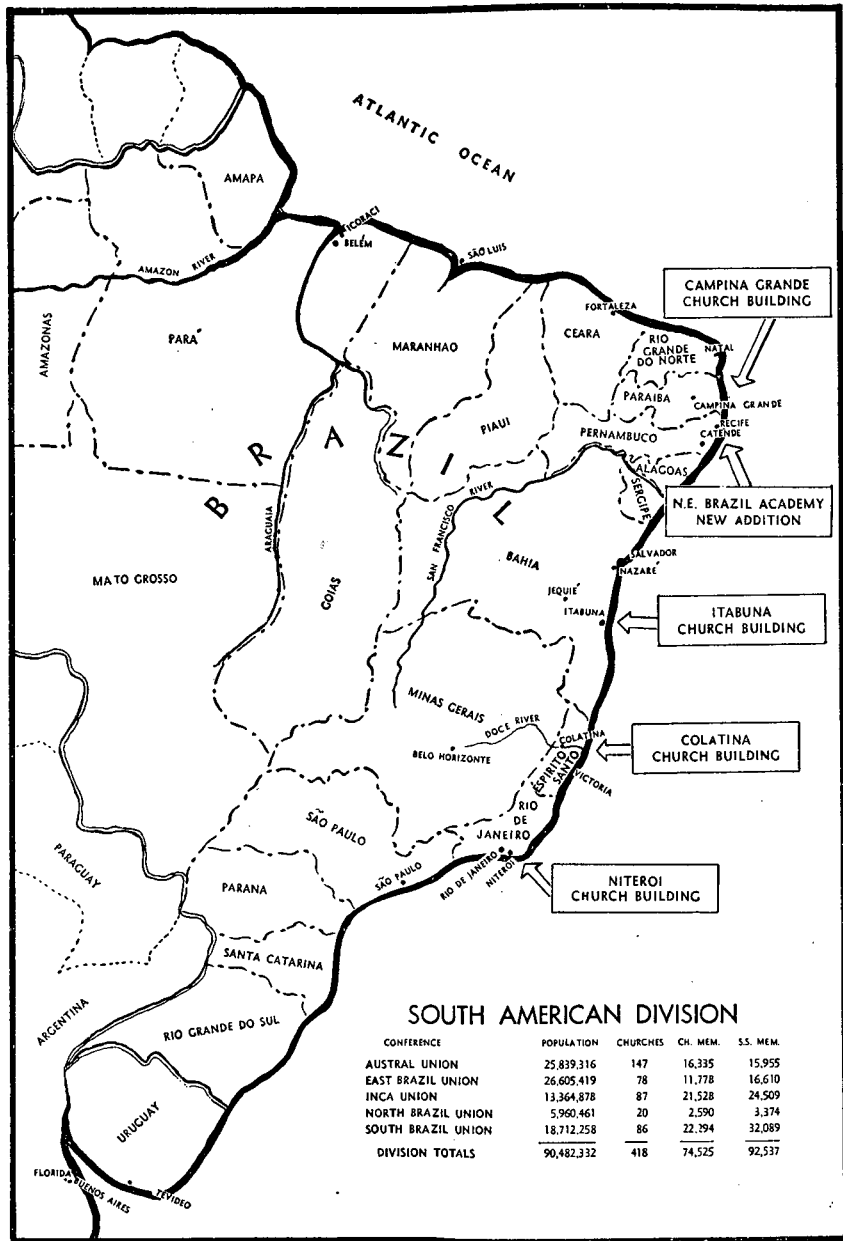 ATLANTIC OCEAN
AMAPA
ICORACI
BELÉM
SÃO LUIS
AMAZON RIVER
AMAZONAS
PARÁ
MARANHAO
FORTALEZA
CEARA
RIO
GRANDE
DO NORTE
NATAL
CAMPINA GRANDE
CHURCH BUILDING
PARAIBA
CAMPINA GRANDE
PIAUI
PERNAMBUCO
RECIFE
CATENDE
ALAGOAS
SERGIPE
N.E. BRAZIL ACADEMY
NEW ADDITION
BRAZIL
ARAGUAIA
SAN FRANCISCO RIVER
MATO GROSSO
GOIAS
BAHIA
SALVADOR
NAZARÉ
JEQUIÉ
ITABUNA
ITABUNA
CHURCH BUILDING
MINAS GERAIS
DOCE RIVER
COLATINA
BELO HORIZONTE
ESPIRITO
SANTO
VICTORIA
COLATINA
CHURCH BUILDING
RIO
DE
JANEIRO
SÃO PAULO
SÃO PAULO
RIO DE JANEIRO
NITEROI
NITEROI
CHURCH BUILDING
PARAGUAY
PARANA
SANTA CATARINA
ARGENTINA
RIO GRANDE DO SUL
URUGUAY
FLORIDA
BUENOS AIRES
TEVIDEO
SOUTH AMERICAN DIVISION
CONFERENCE POPULATION CHURCHES CH. MEM. S.S. MEM.
AUSTRAL UNION 25,839,316 147 16,335 15,955
EAST BRAZIL UNION 26,605,419 78 11,778 16,610
INCA UNION 13,364,878 87 21,528 24,509
NORTH BRAZIL UNION 5,960,461 20 2,590 3,374
SOUTH BRAZIL UNION 18,712,258 86 22,294 32,089
DIVISION TOTALS 90,482,332 418 74,525 92,537